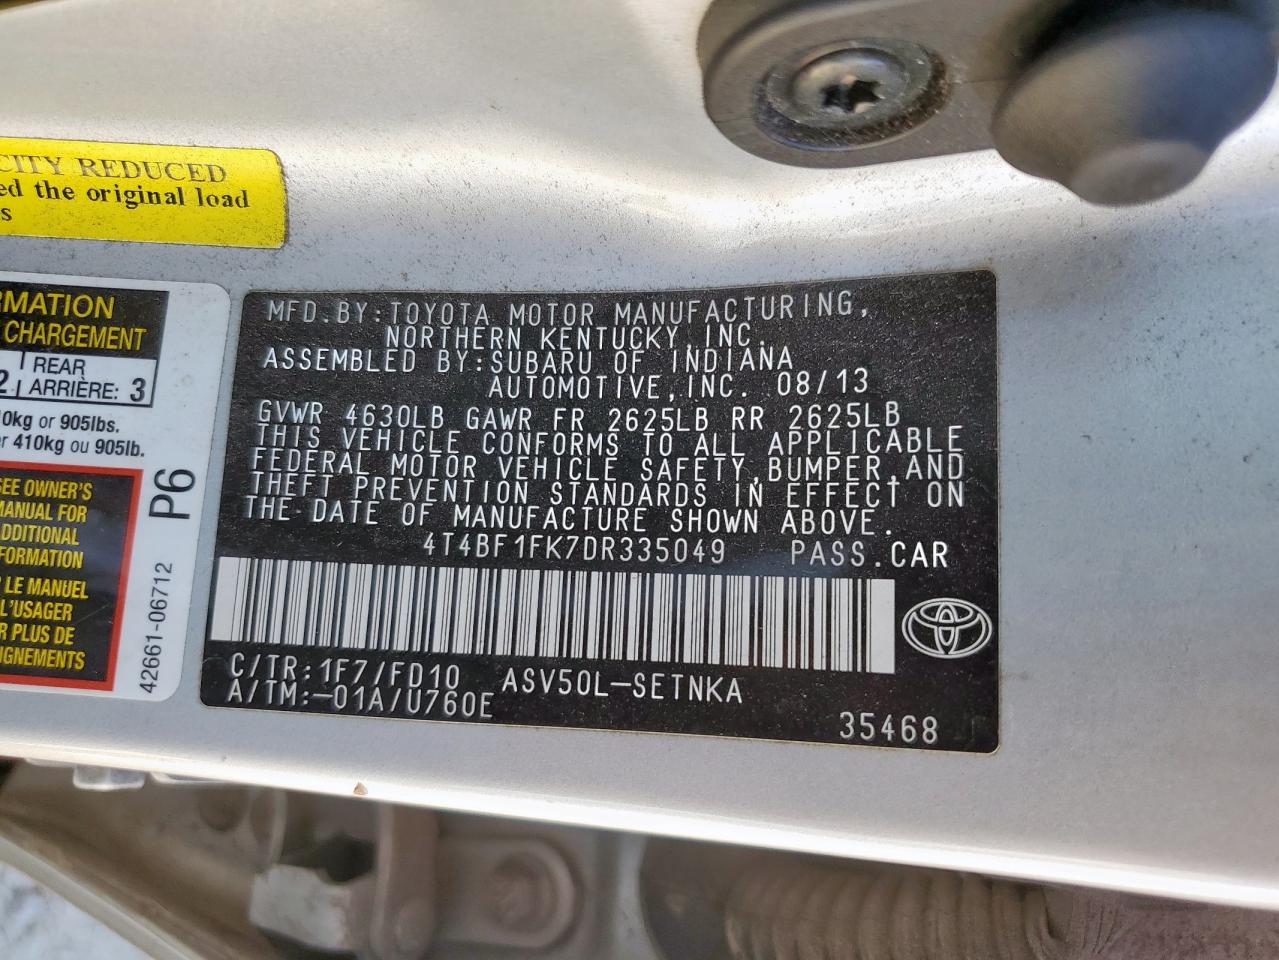 CITY REDUCED
ed the original load
s
RMATION
CHARGEMENT
2 REAR
ARRIÈRE: 3
0kg or 905lbs.
er 410kg ou 905lb.
SEE OWNER'S
MANUAL FOR
ADDITIONAL
FORMATION
LE MANUEL
L'USAGER
R PLUS DE
IGNEMENTS
P6
42661-06712
MFD.BY:TOYOTA MOTOR MANUFACTURING,
NORTHERN KENTUCKY,INC.
ASSEMBLED BY:SUBARU OF INDIANA
AUTOMOTIVE,INC. 08/13
GVWR 4630LB GAWR FR 2625LB RR 2625LB
THIS VEHICLE CONFORMS TO ALL APPLICABLE
FEDERAL MOTOR VEHICLE SAFETY,BUMPER,AND
THEFT PREVENTION STANDARDS IN EFFECT ON
THE DATE OF MANUFACTURE SHOWN ABOVE.
4T4BF1FK7DR335049 PASS.CAR
C/TR:1F7/FD10 ASV50L-SETNKA
A/TM:-01A/U760E
35468